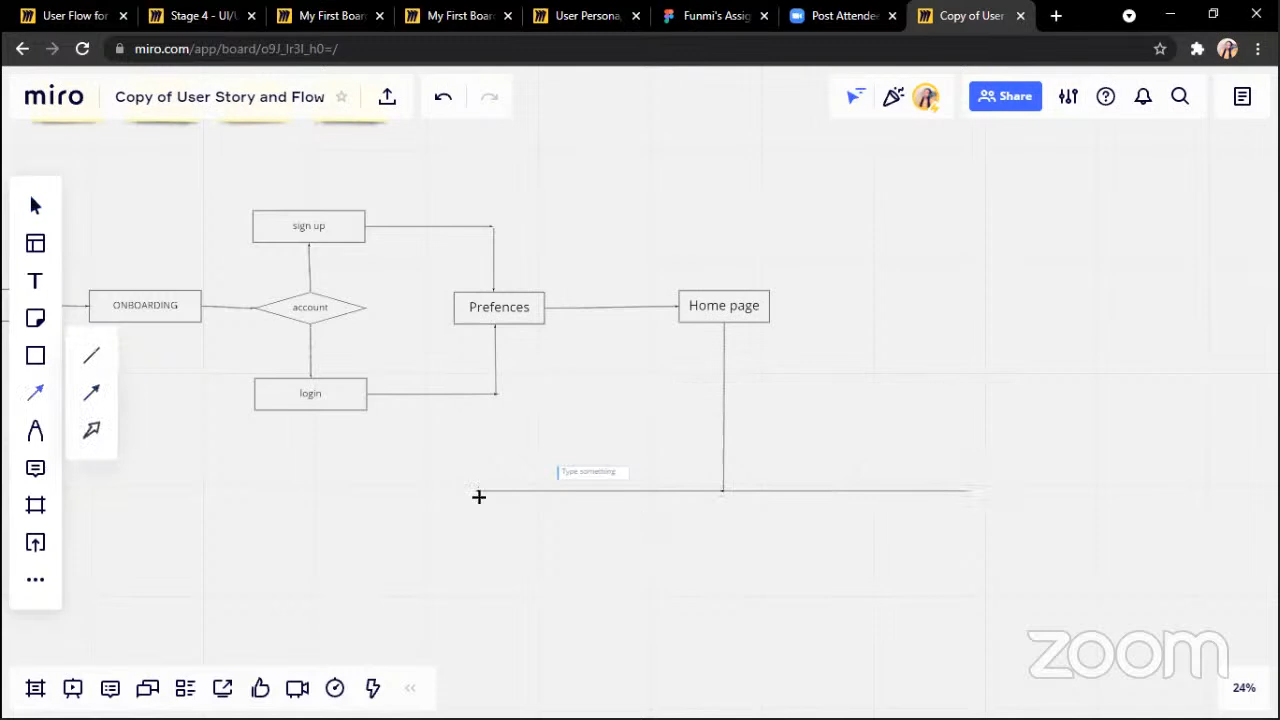 User Flow for
Stage 4 - UI/U
My First Boar
My First Boar
User Persona,
Funmi's Assig
Post Attendee
Copy of User
miro.com/app/board/o9J_lr3l_h0=/
miro
Copy of User Story and Flow
Share
sign up
ONBOARDING
account
Prefences
Home page
login
Type something
zoom
24%